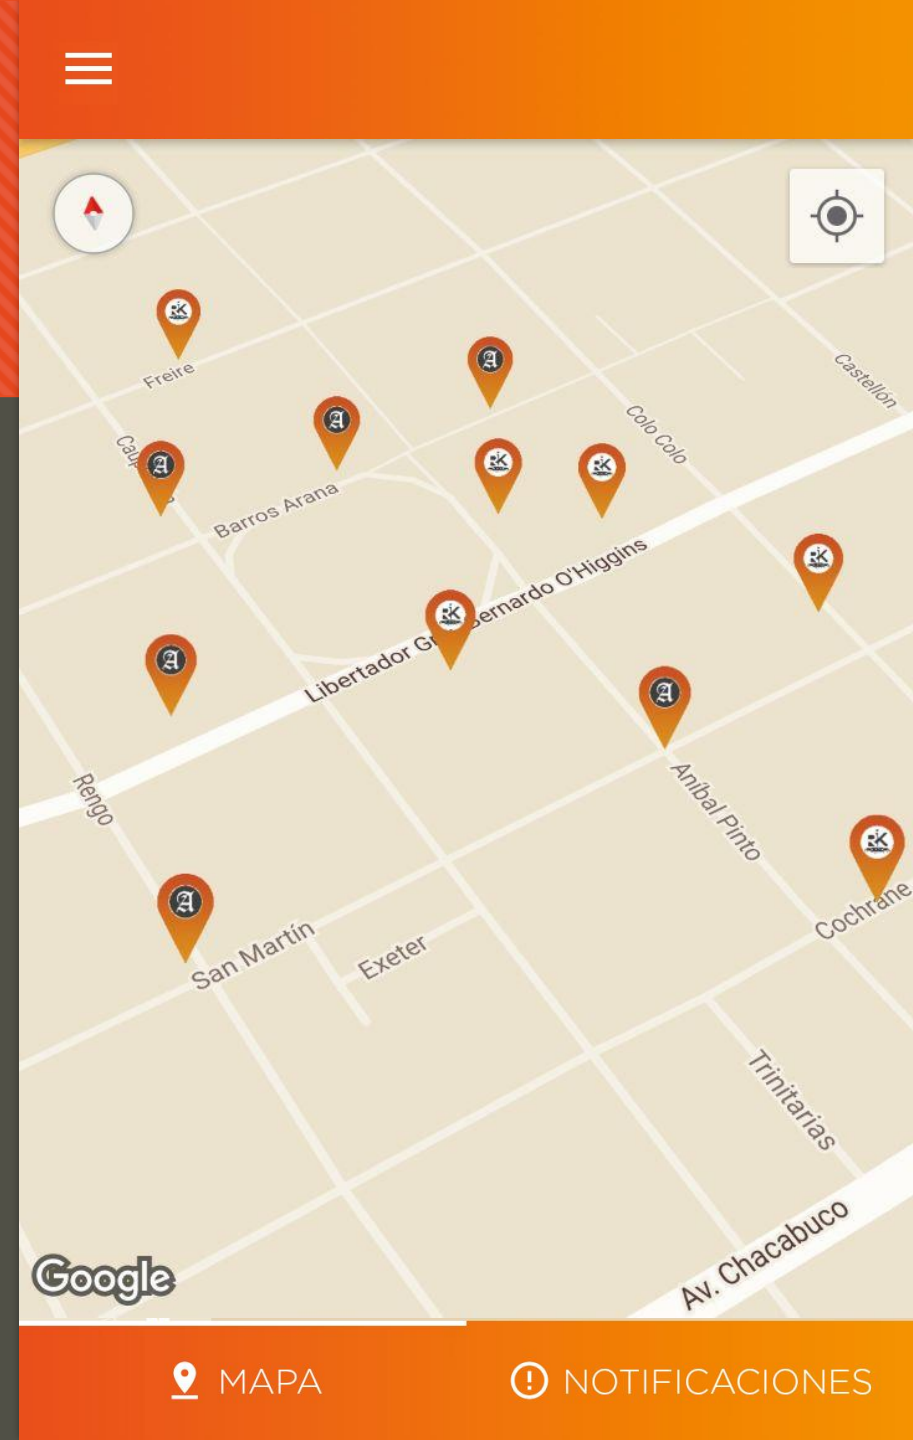 Freire
Castellón
Colo Colo
Barros Arana
Bernardo O'Higgins
Libertador
Rengo
Aníbal Pinto
Cochrane
San Martín
Exeter
Trinitarias
Av. Chacabuco
Google
MAPA
NOTIFICACIONES